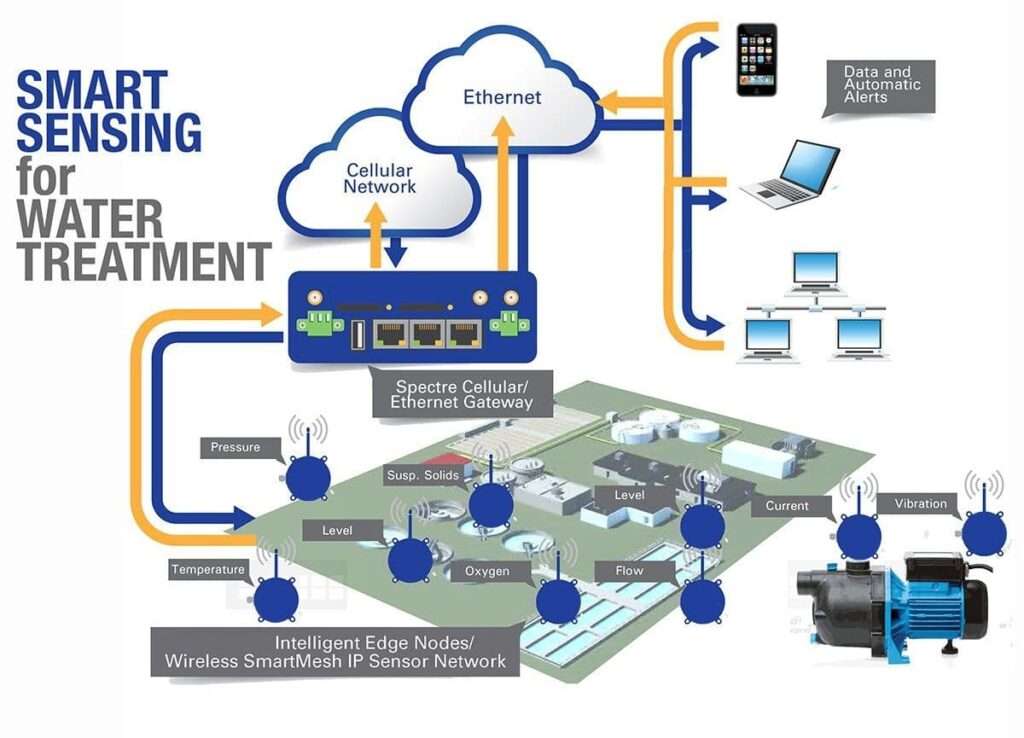 SMART
SENSING
for
WATER
TREATMENT
Ethernet
Cellular
Network
Data and
Automatic
Alerts
Spectre Cellular/
Ethernet Gateway
Pressure
Susp. Solids
Level
Level
Current
Vibration
Temperature
Oxygen
Flow
Intelligent Edge Nodes/
Wireless SmartMesh IP Sensor Network